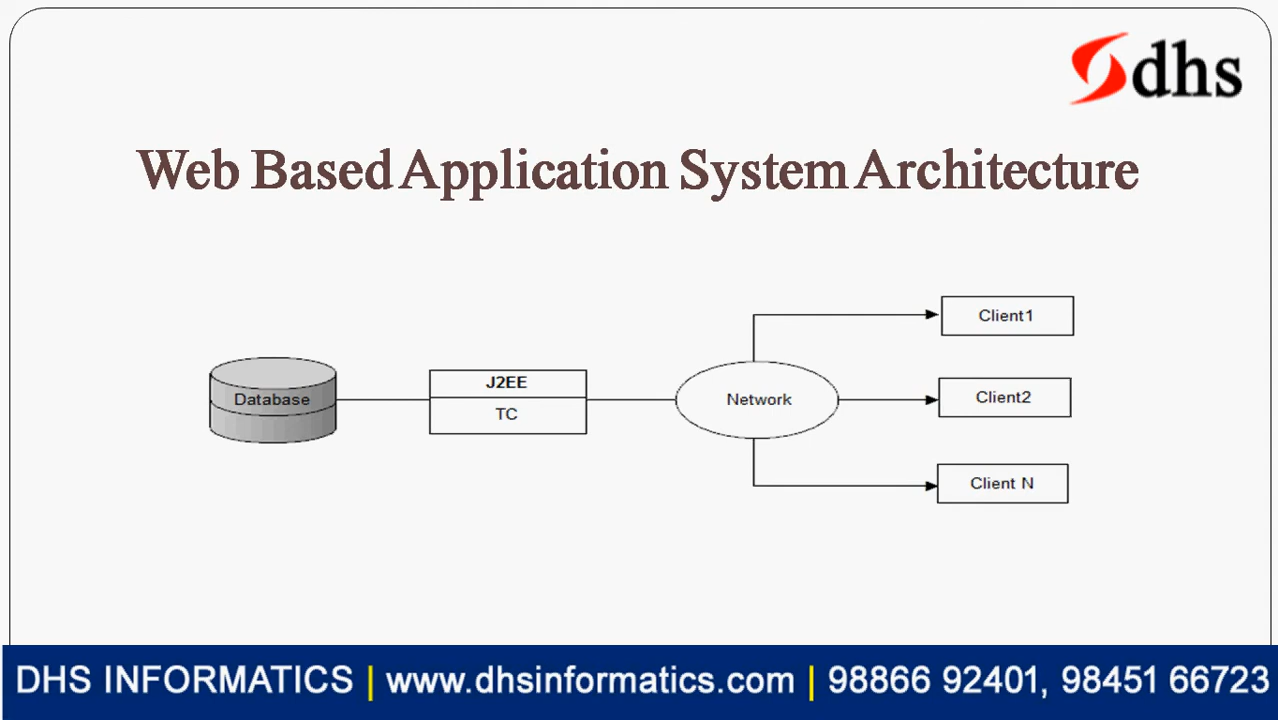 dhs
Web Based Application System Architecture
Client1
J2EE
Database
TC
Network
Client2
Client N
DHS INFORMATICS | www.dhsinformatics.com | 98866 92401, 98451 66723